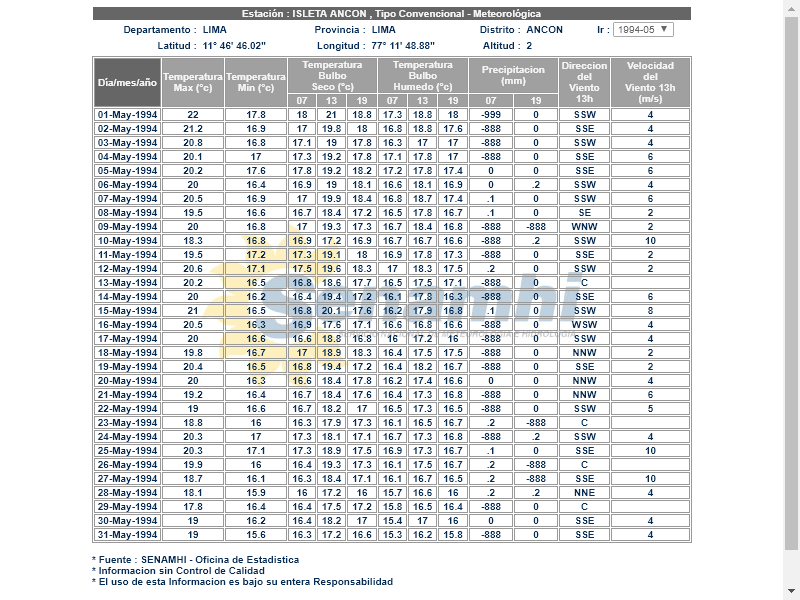 Estación : ISLETA ANCON , Tipo Convencional - Meteorológica
Departamento : LIMA Provincia : LIMA Distrito : ANCON Ir : 1994-05
Latitud : 11° 46' 46.02" Longitud : 77° 11' 48.88" Altitud : 2
Dia/mes/año Temperatura Max (°c) Temperatura Min (°c) Temperatura Bulbo Seco (°c) Temperatura Bulbo Humedo (°c) Precipitacion (mm) Direccion del Viento 13h Velocidad del Viento 13h (m/s)
07 13 19 07 13 19 07 19
01-May-1994 22 17.8 18 21 18.8 17.3 18.8 18 -999 0 SSW 4
02-May-1994 21.2 16.9 17 19.8 18 16.8 18.8 17.6 -888 0 SSE 4
03-May-1994 20.8 16.8 17.1 19 17.8 16.3 17 17 -888 0 SSW 4
04-May-1994 20.1 17 17.3 19.2 17.8 17.1 17.8 17 -888 0 SSE 6
05-May-1994 20.2 17.6 17.8 19.2 18.2 17.2 17.8 17.4 0 0 SSE 6
06-May-1994 20 16.4 16.9 19 18.1 16.6 18.1 16.9 0 .2 SSW 4
07-May-1994 20.5 16.9 17 19.9 18.4 16.8 18.7 17.4 .1 0 SSW 6
08-May-1994 19.5 16.6 16.7 18.4 17.2 16.5 17.8 16.7 .1 0 SE 2
09-May-1994 20 16.8 17 19.3 17.3 16.7 18.4 16.8 -888 -888 WNW 2
10-May-1994 18.3 16.8 16.9 17.2 16.9 16.7 16.7 16.6 -888 .2 SSW 10
11-May-1994 19.5 17.2 17.3 19.1 18 16.9 17.8 17.3 -888 0 SSE 2
12-May-1994 20.6 17.1 17.5 19.6 18.3 17 18.3 17.5 .2 0 SSW 2
13-May-1994 20.2 16.5 16.8 18.6 17.7 16.5 17.5 17.1 -888 0 C
14-May-1994 20 16.2 16.4 19.4 17.2 16.1 17.8 16.3 -888 0 SSE 6
15-May-1994 21 16.5 16.8 20.1 17.6 16.2 17.9 16.8 .1 0 SSW 8
16-May-1994 20.5 16.3 16.9 17.6 17.1 16.6 16.8 16.6 -888 0 WSW 4
17-May-1994 20 16.6 16.6 18.8 16.8 16 17.2 16 -888 0 SSW 4
18-May-1994 19.8 16.7 17 18.9 18.3 16.4 17.5 17.5 -888 0 NNW 2
19-May-1994 20.4 16.5 16.8 19.4 17.2 16.4 18.2 16.7 -888 0 SSE 2
20-May-1994 20 16.3 16.6 18.4 17.8 16.2 17.4 16.6 0 0 NNW 4
21-May-1994 19.2 16.4 16.7 18.4 17.6 16.4 17.3 16.8 -888 0 NNW 6
22-May-1994 19 16.6 16.7 18.2 17 16.5 17.3 16.5 -888 0 SSW 5
23-May-1994 18.8 16 16.3 17.9 17.3 16.1 16.5 16.7 .2 -888 C
24-May-1994 20.3 17 17.3 18.1 17.1 16.7 17.3 16.8 -888 .2 SSW 4
25-May-1994 20.3 17.1 17.3 18.9 17.5 16.9 17.3 16.7 .1 0 SSE 10
26-May-1994 19.9 16 16.4 19.3 17.3 16.1 17.5 16.7 .2 -888 C
27-May-1994 18.7 16.1 16.3 18.4 17.1 16.1 16.7 16.5 .2 -888 SSE 10
28-May-1994 18.1 15.9 16 17.2 16 15.7 16.6 16 .2 .2 NNE 4
29-May-1994 17.8 16.4 16.4 17.5 17.2 15.8 16.5 16.4 -888 0 C
30-May-1994 19 16.2 16.4 18.2 17 15.4 17 16 0 0 SSE 4
31-May-1994 19 15.6 16.3 17.2 16.6 15.3 16.2 15.8 -888 0 SSE 4
Senamhi
* Fuente : SENAMHI - Oficina de Estadistica
* Informacion sin Control de Calidad
* El uso de esta Informacion es bajo su entera Responsabilidad